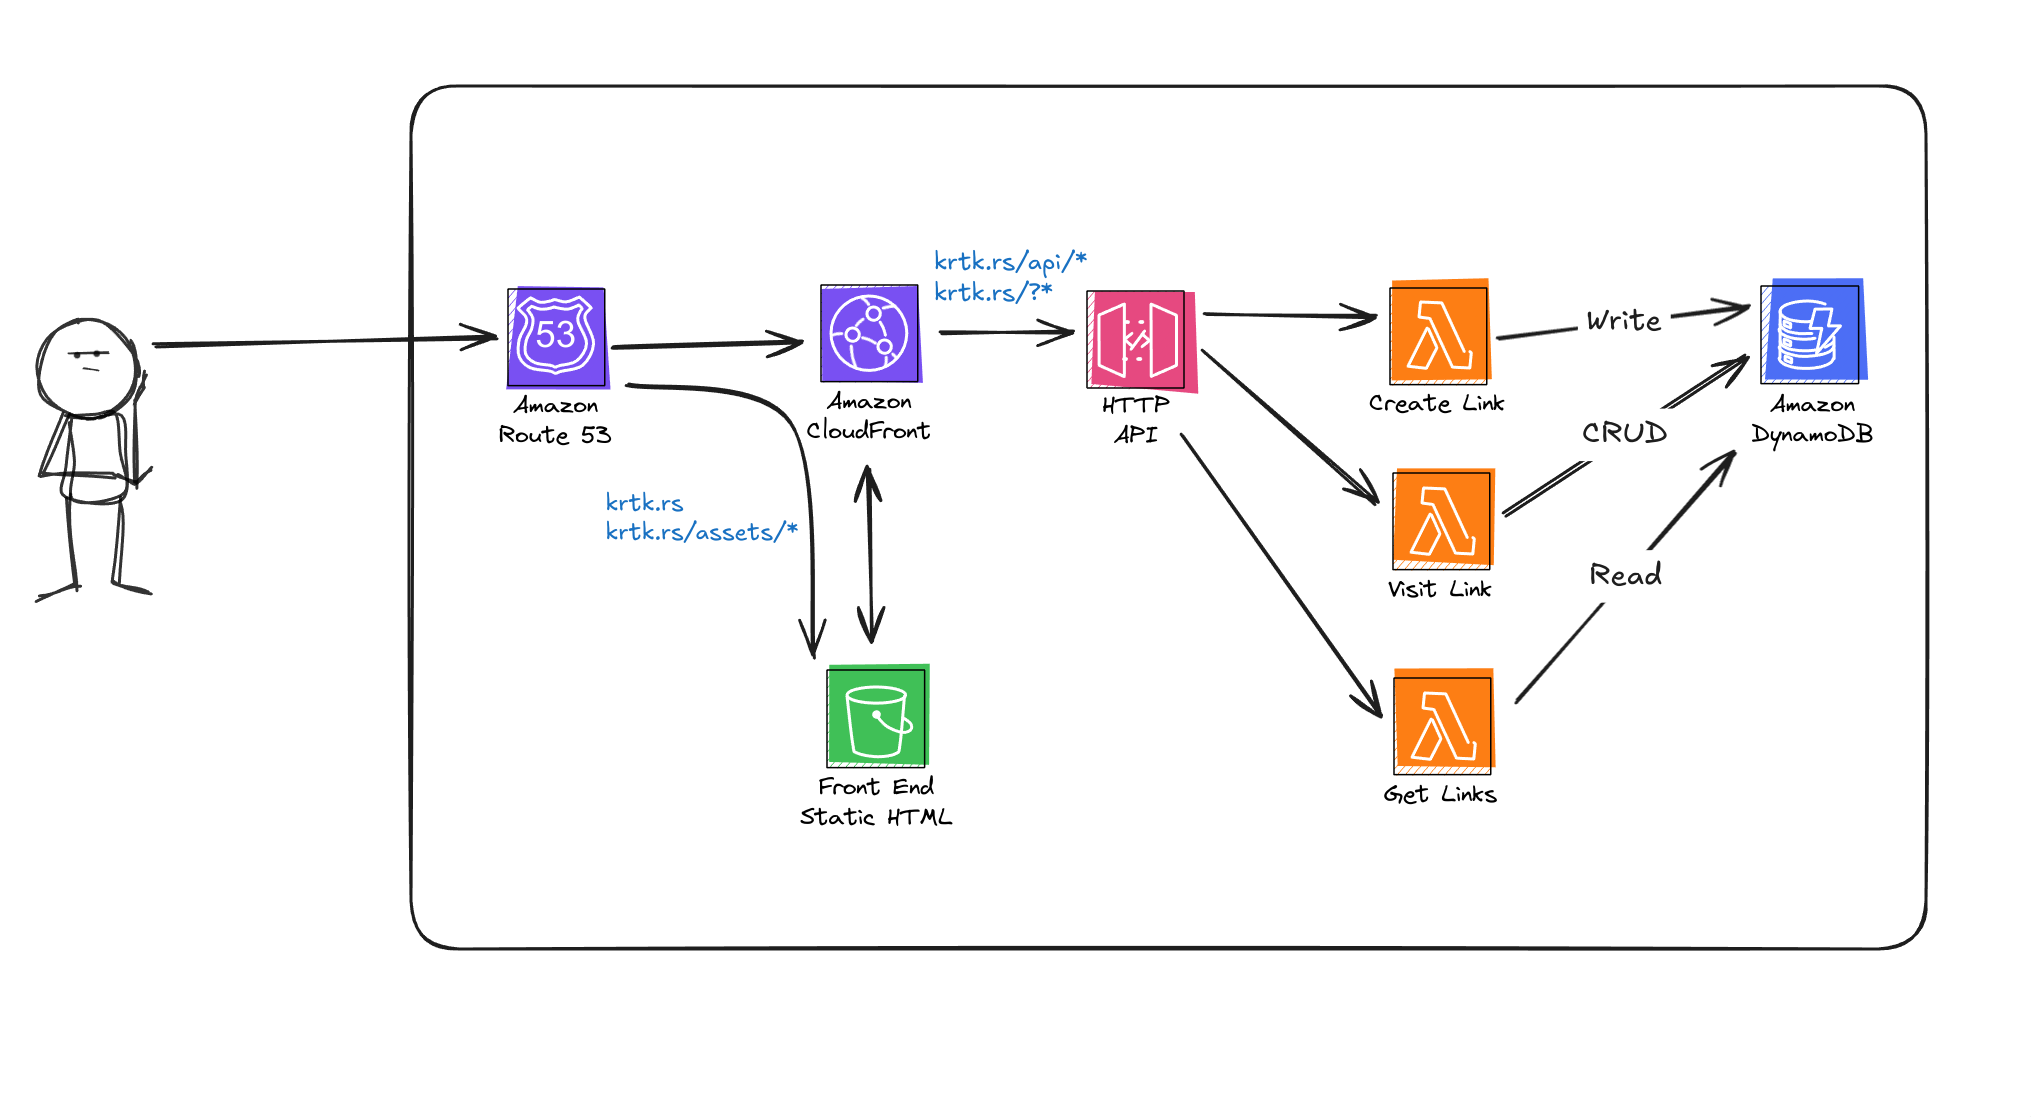 krtk.rs/api/*
krtk.rs/?*
53
Amazon
Route 53
Amazon
CloudFront
HTTP
API
Create Link
Write
Amazon
DynamoDB
CRUD
krtk.rs
krtk.rs/assets/*
Visit Link
Read
Front End
Static HTML
Get Links